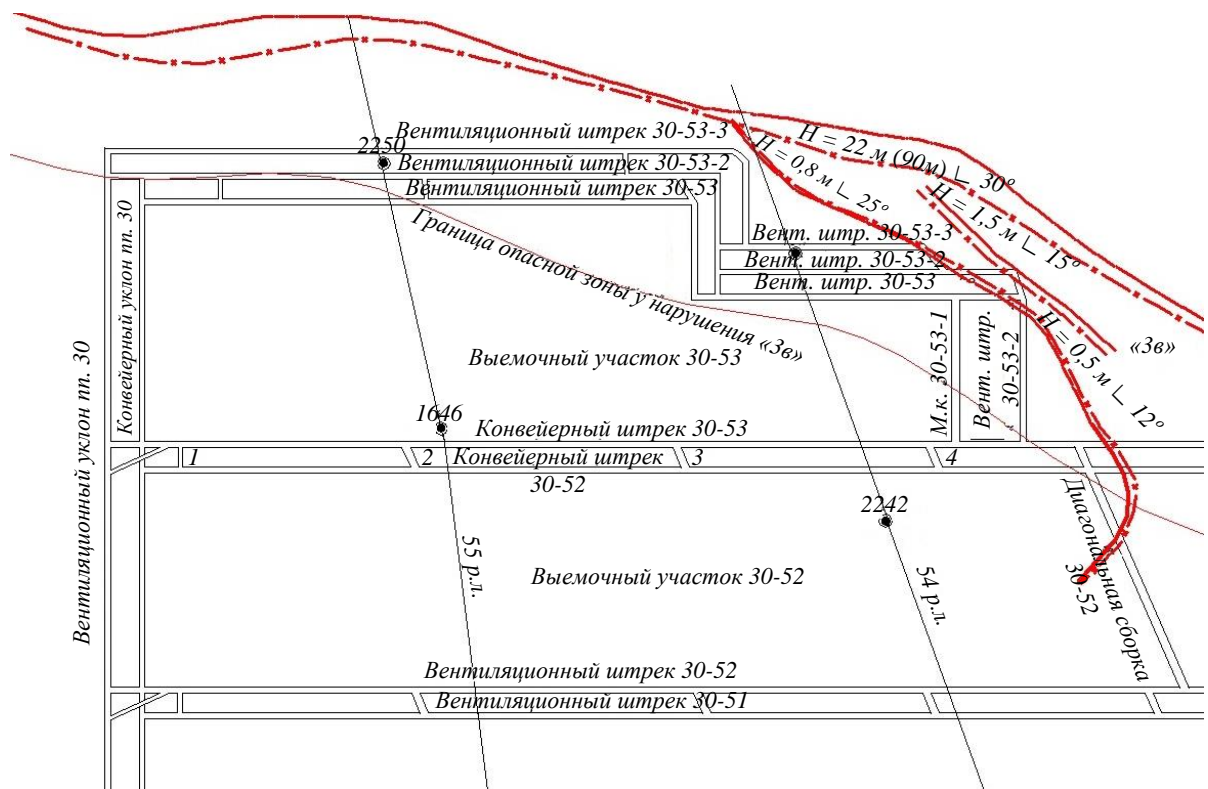 Вентиляционный штрек 30-53-3
2250
Вентиляционный штрек 30-53-2
Вентиляционный штрек 30-53
H = 22 м (90м) ∟ 30°
H = 0,8 м ∟ 25°
H = 1,5 м ∟ 15°
Вент. штр. 30-53-3
Вент. штр. 30-53-2
Вент. штр. 30-53
Граница опасной зоны у нарушения «3в»
Конвейерный уклон пп. 30
Вентиляционный уклон пп. 30
«3в»
H = 0,5 м ∟ 12°
Выемочный участок 30-53
М.к. 30-53-1
Вент. штр.
30-53-2
1646
Конвейерный штрек 30-53
1
2
Конвейерный штрек
30-52
3
4
2242
Диагональная сборка
30-52
55 р.л.
54 р.л.
Выемочный участок 30-52
Вентиляционный штрек 30-52
Вентиляционный штрек 30-51